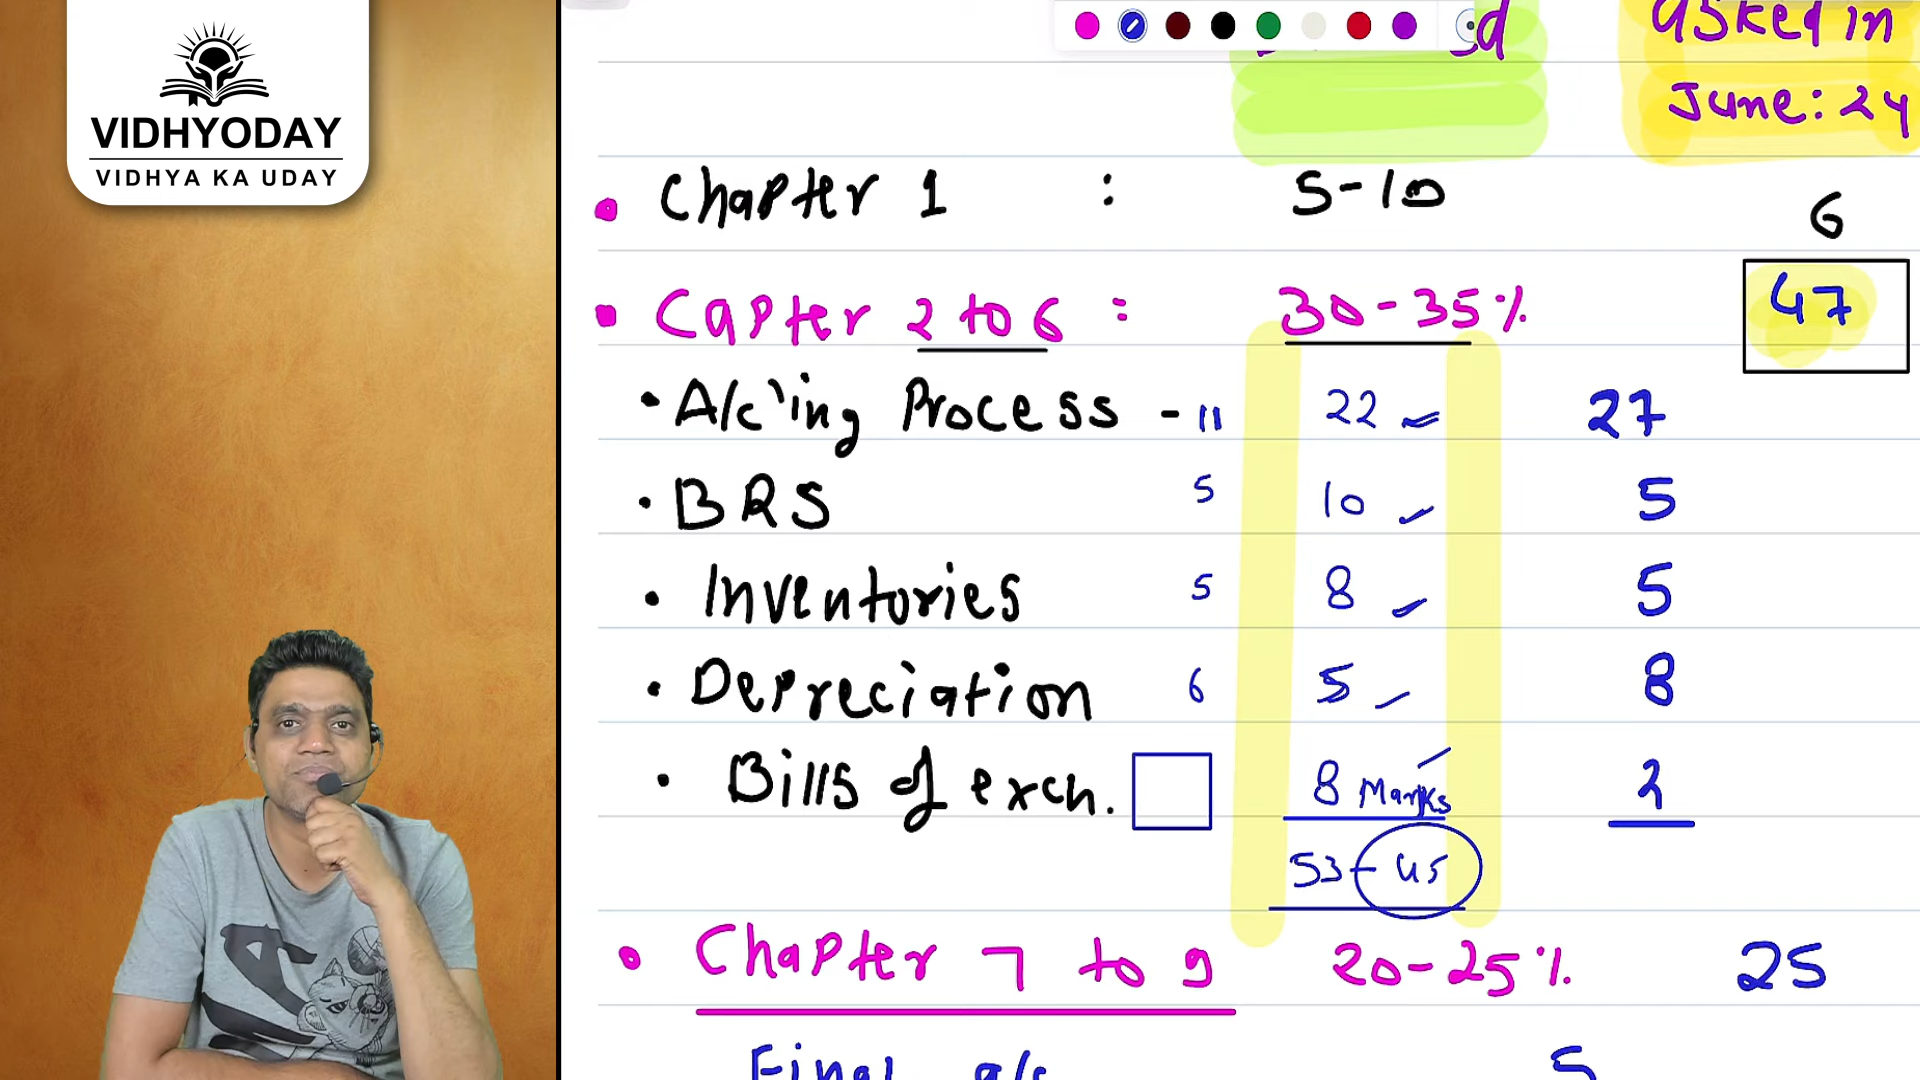 VIDHYODAY
VIDHYA KA UDAY
d asked in
June: 24
• Chapter 1 : 5-10 6
• Capter 2 to 6 : 30-35% 47
• A/c'ing Process - 11 22 27
• BRS 5 10 5
• Inventories 5 8 5
• Depreciation 6 5 8
• Bills of exch. 8 Marks 2
53-45
• Chapter 7 to 9 20-25% 25
Final a/c 5